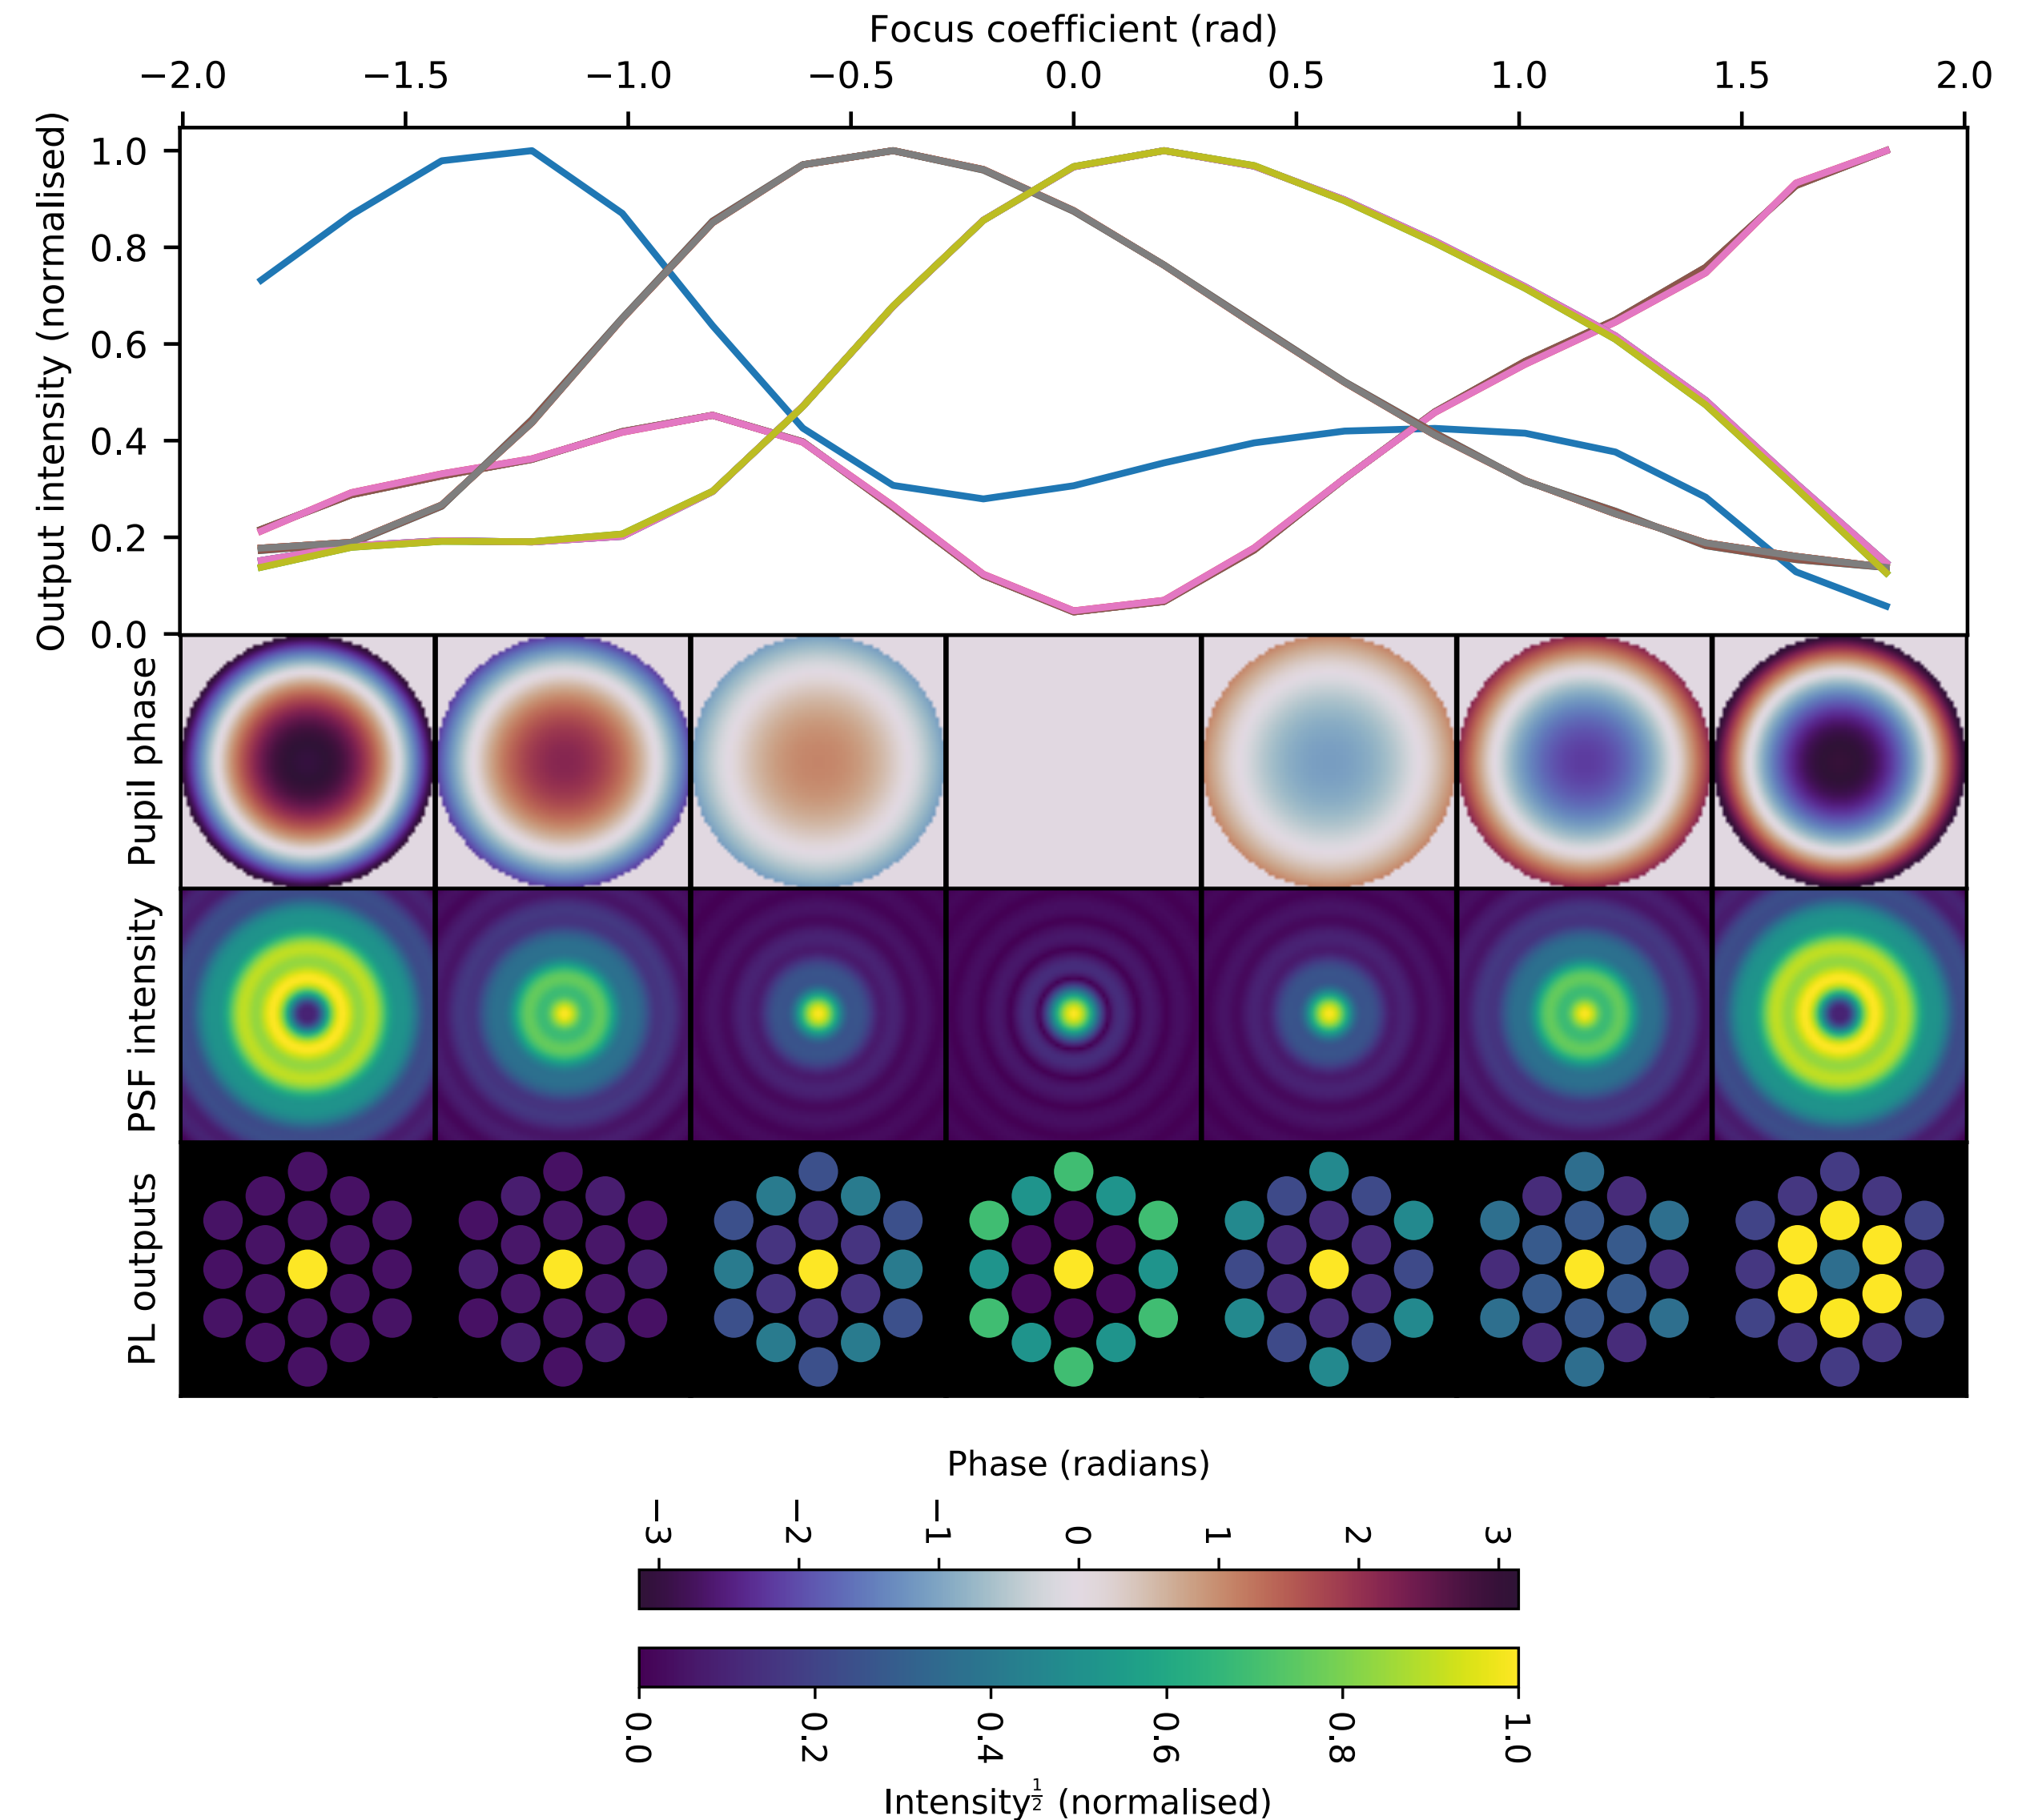 Focus coefficient (rad)
−2.0 −1.5 −1.0 −0.5 0.0 0.5 1.0 1.5 2.0
Output intensity (normalised)
1.0
0.8
0.6
0.4
0.2
0.0
Pupil phase
PSF intensity
PL outputs
Phase (radians)
−3 −2 −1 0 1 2 3
0.0 0.2 0.4 0.6 0.8 1.0
Intensity½ (normalised)